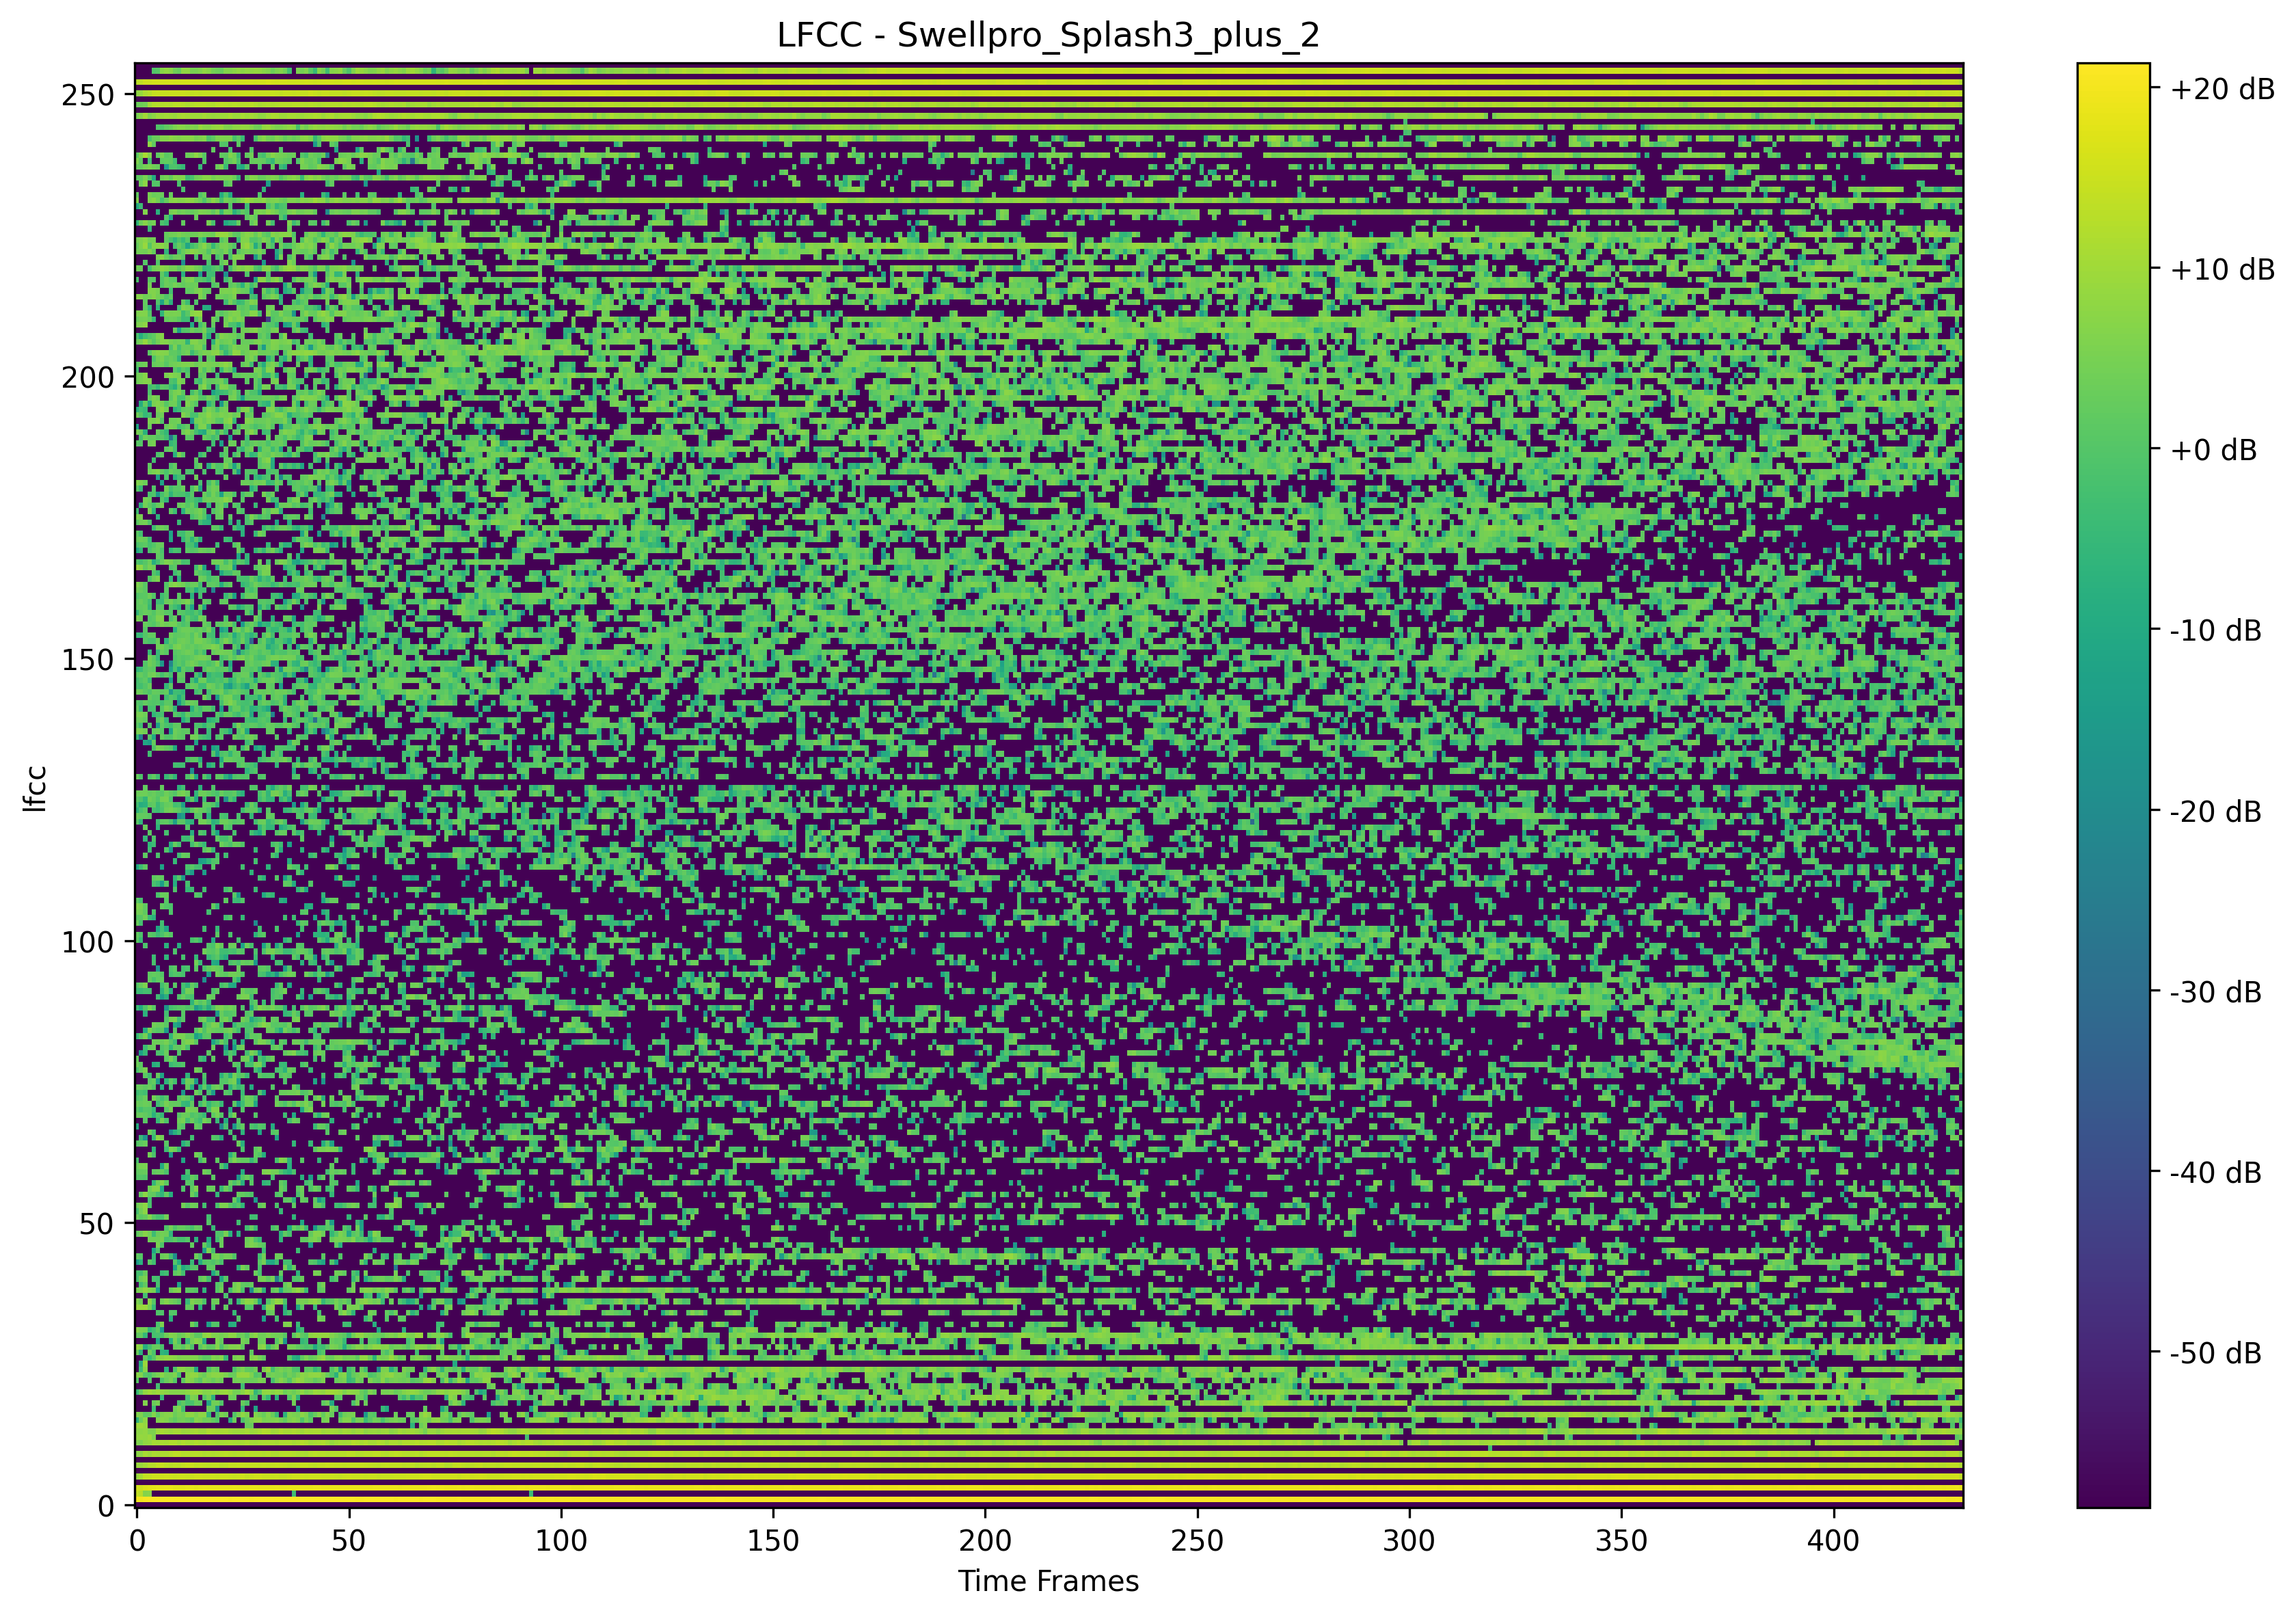 LFCC - Swellpro_Splash3_plus_2
250
200
150
100
50
0
lfcc
0 50 100 150 200 250 300 350 400
Time Frames
+20 dB
+10 dB
+0 dB
-10 dB
-20 dB
-30 dB
-40 dB
-50 dB